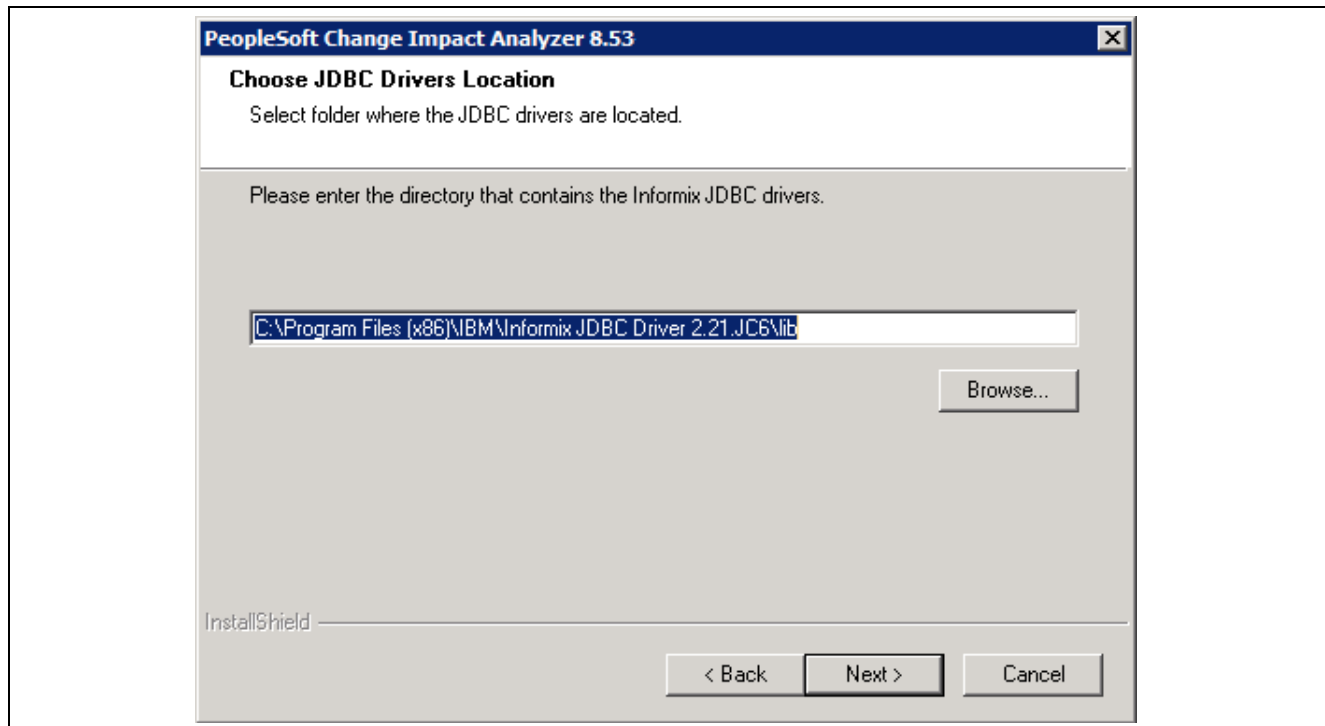 PeopleSoft Change Impact Analyzer 8.53
Choose JDBC Drivers Location
Select folder where the JDBC drivers are located.
Please enter the directory that contains the Informix JDBC drivers.
C:\Program Files (x86)\IBM\Informix JDBC Driver 2.21.JC6\lib
Browse...
InstallShield
< Back Next > Cancel